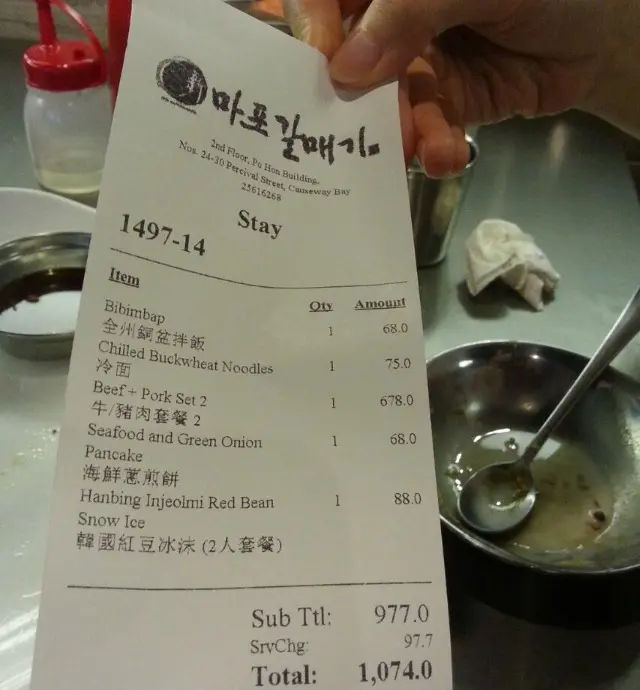 마포갈매기
2nd Floor, Po Hon Building,
Nos. 24-30 Percival Street, Causeway Bay
25616268
Stay
1497-14
Item Qty Amount
Bibimbap 1 68.0
全州銅盆拌飯
Chilled Buckwheat Noodles 1 75.0
冷面
Beef + Pork Set 2 1 678.0
牛/豬肉套餐 2
Seafood and Green Onion 1 68.0
Pancake
海鮮蔥煎餅
Hanbing Injeolmi Red Bean 1 88.0
Snow Ice
韓國紅豆冰沫 (2人套餐)
Sub Ttl: 977.0
SrvChg: 97.7
Total: 1,074.0